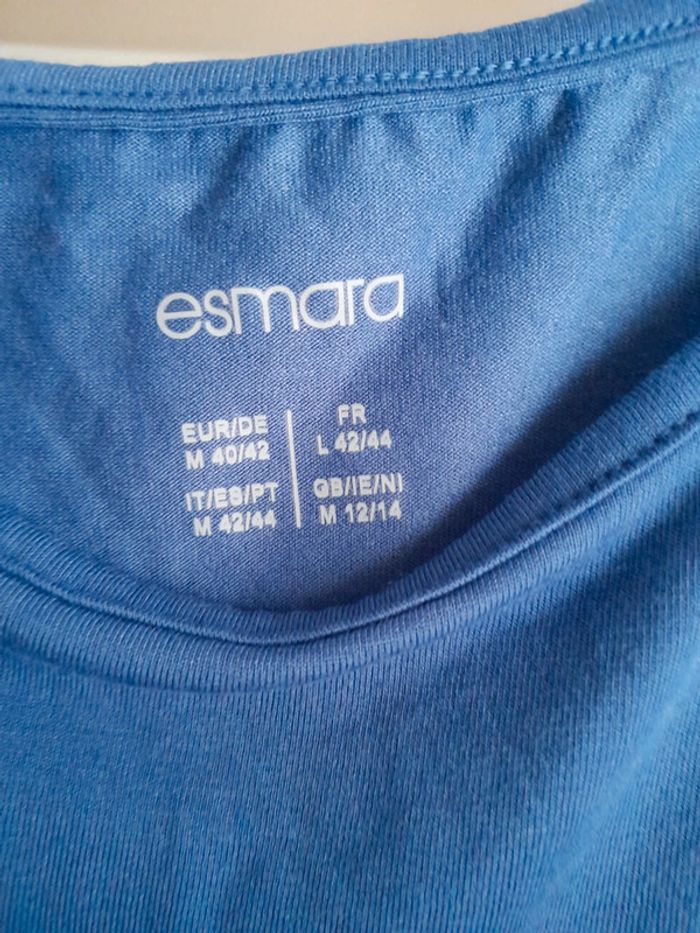 esmara
EUR/DE
M 40/42
FR
L 42/44
IT/ES/PT
M 42/44
GB/IE/NI
M 12/14